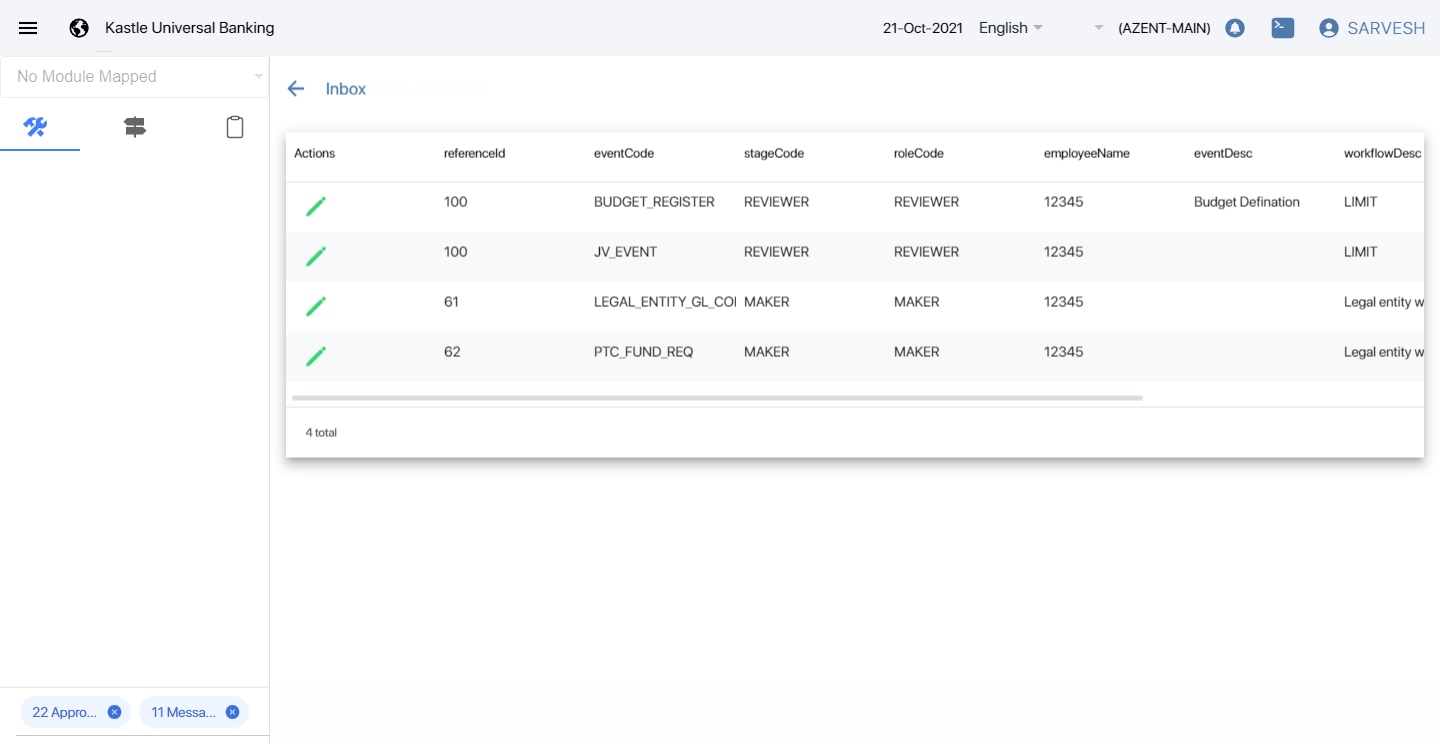 Kastle Universal Banking
21-Oct-2021 English (AZENT-MAIN) SARVESH
No Module Mapped
Inbox
Actions referenceId eventCode stageCode roleCode employeeName eventDesc workflowDesc
100 BUDGET_REGISTER REVIEWER REVIEWER 12345 Budget Defination LIMIT
100 JV_EVENT REVIEWER REVIEWER 12345 LIMIT
61 LEGAL_ENTITY_GL_COI MAKER MAKER 12345 Legal entity w
62 PTC_FUND_REQ MAKER MAKER 12345 Legal entity w
4 total
22 Appro... 11 Messa...